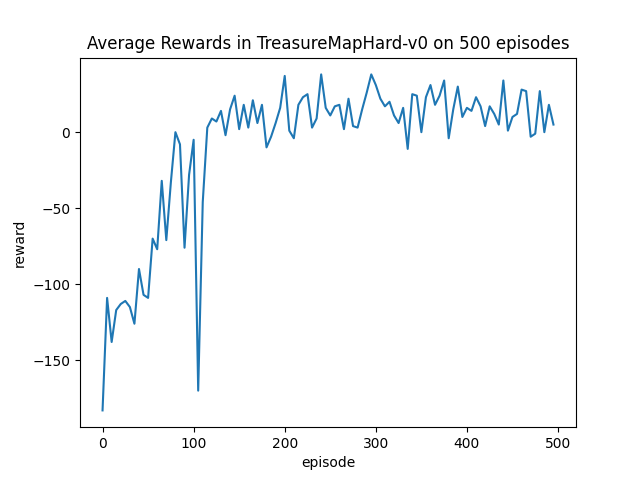 Average Rewards in TreasureMapHard-v0 on 500 episodes
0
−50
−100
−150
reward
0 100 200 300 400 500
episode